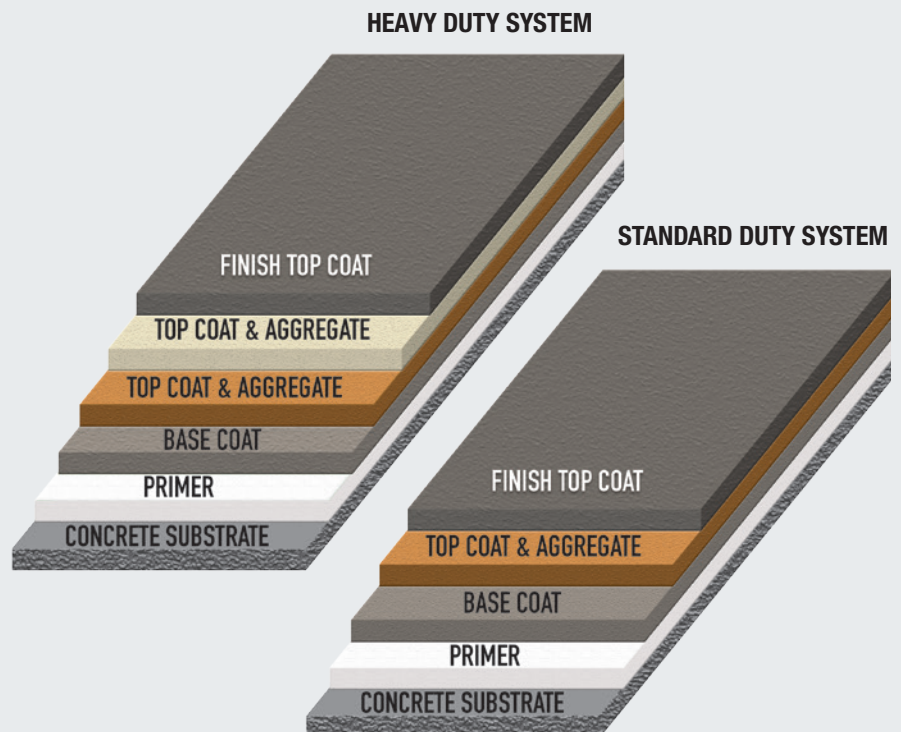 HEAVY DUTY SYSTEM
FINISH TOP COAT
TOP COAT & AGGREGATE
TOP COAT & AGGREGATE
BASE COAT
PRIMER
CONCRETE SUBSTRATE
STANDARD DUTY SYSTEM
FINISH TOP COAT
TOP COAT & AGGREGATE
BASE COAT
PRIMER
CONCRETE SUBSTRATE